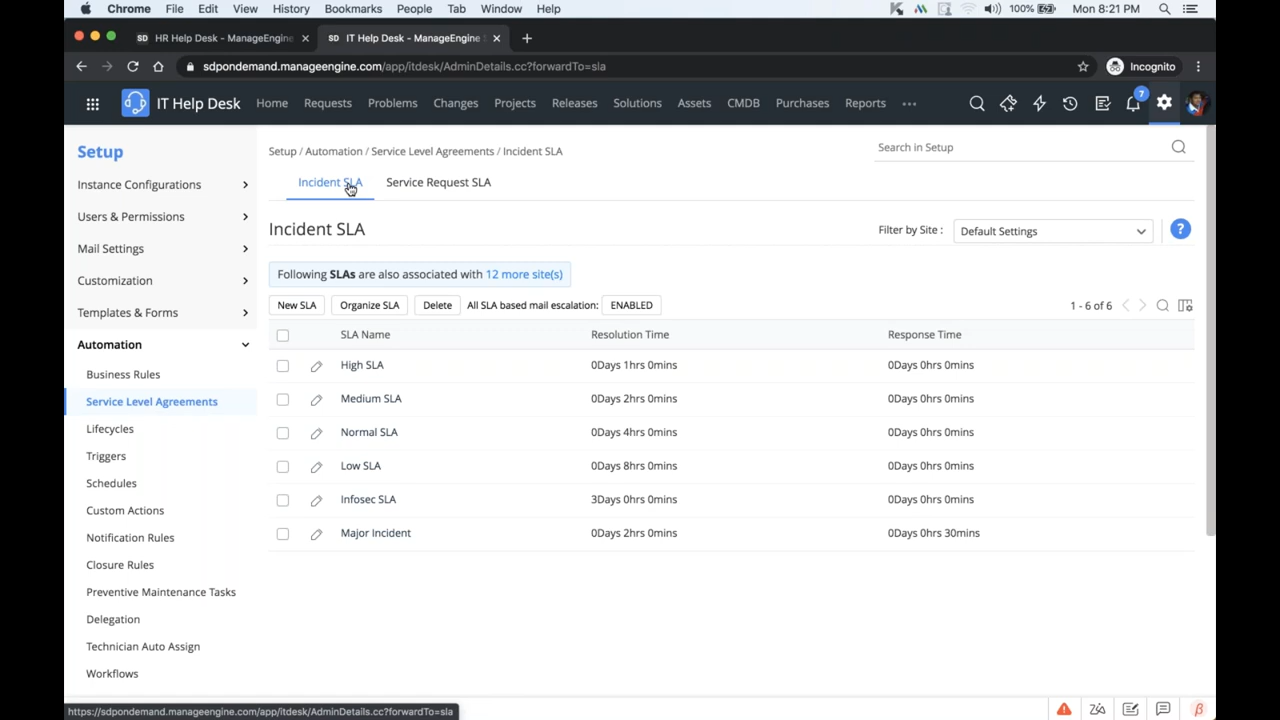 Chrome File Edit View History Bookmarks People Tab Window Help 100% Mon 8:21 PM
SD HR Help Desk - ManageEngine SD IT Help Desk - ManageEngine
sdpondemand.manageengine.com/app/itdesk/AdminDetails.cc?forwardTo=sla Incognito
IT Help Desk Home Requests Problems Changes Projects Releases Solutions Assets CMDB Purchases Reports 7
Setup
Instance Configurations
Users & Permissions
Mail Settings
Customization
Templates & Forms
Automation
Business Rules
Service Level Agreements
Lifecycles
Triggers
Schedules
Custom Actions
Notification Rules
Closure Rules
Preventive Maintenance Tasks
Delegation
Technician Auto Assign
Workflows
Setup / Automation / Service Level Agreements / Incident SLA
Search in Setup
Incident SLA Service Request SLA
Incident SLA
Filter by Site : Default Settings ?
Following SLAs are also associated with 12 more site(s)
New SLA Organize SLA Delete All SLA based mail escalation: ENABLED 1 - 6 of 6
SLA Name Resolution Time Response Time
High SLA 0Days 1hrs 0mins 0Days 0hrs 0mins
Medium SLA 0Days 2hrs 0mins 0Days 0hrs 0mins
Normal SLA 0Days 4hrs 0mins 0Days 0hrs 0mins
Low SLA 0Days 8hrs 0mins 0Days 0hrs 0mins
Infosec SLA 3Days 0hrs 0mins 0Days 0hrs 0mins
Major Incident 0Days 2hrs 0mins 0Days 0hrs 30mins
https://sdpondemand.manageengine.com/app/itdesk/AdminDetails.cc?forwardTo=sla